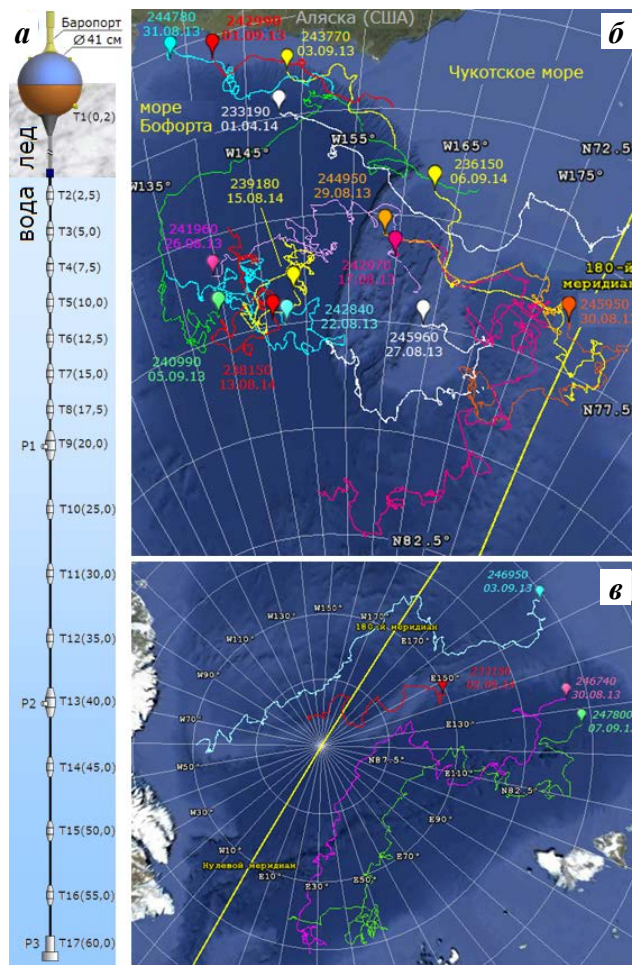 а
Баропорт
Ø 41 см
T1(0,2)
лед
вода
T2(2,5)
T3(5,0)
T4(7,5)
T5(10,0)
T6(12,5)
T7(15,0)
T8(17,5)
P1
T9(20,0)
T10(25,0)
T11(30,0)
T12(35,0)
P2
T13(40,0)
T14(45,0)
T15(50,0)
T16(55,0)
P3
T17(60,0)
б
244780
31.08.13
242990
01.09.13
Аляска (США)
243770
03.09.13
Чукотское море
море
Бофорта
233190
01.04.14
W155°
W165°
N72.5°
W145°
W175°
W135°
239180
15.08.14
244950
29.08.13
236150
06.09.14
241960
26.08.13
242970
180-й
меридиан
245950
30.08.13
242840
22.08.13
245960
27.08.13
240990
05.09.13
238150
13.08.14
N77.5°
N82.5°
в
246950
03.09.13
W150°
W130°
W170°
180-й меридиан
W110°
E170°
W90°
E150°
246740
30.08.13
W70°
E130°
247800
07.09.13
W50°
N87.5°
E110°
N82.5°
W30°
E90°
W10°
E70°
Нулевой меридиан
E10°
E30°
E50°